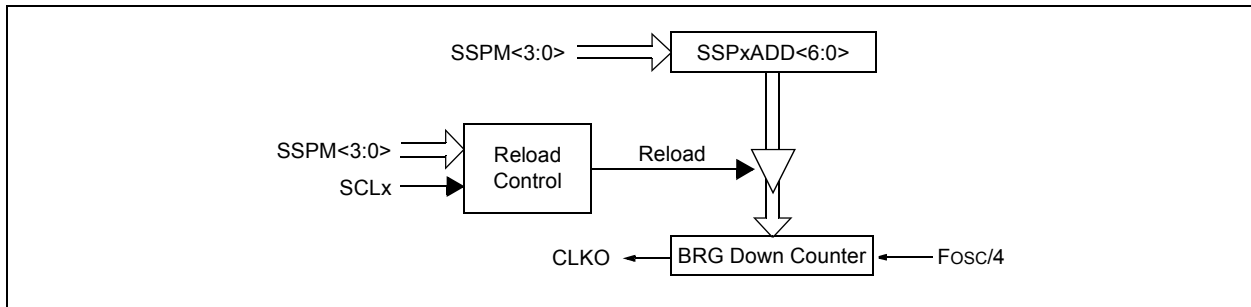 SSPM<3:0>
SSPxADD<6:0>
SSPM<3:0>
SCLx
Reload
Control
Reload
CLKO
BRG Down Counter
FOSC/4